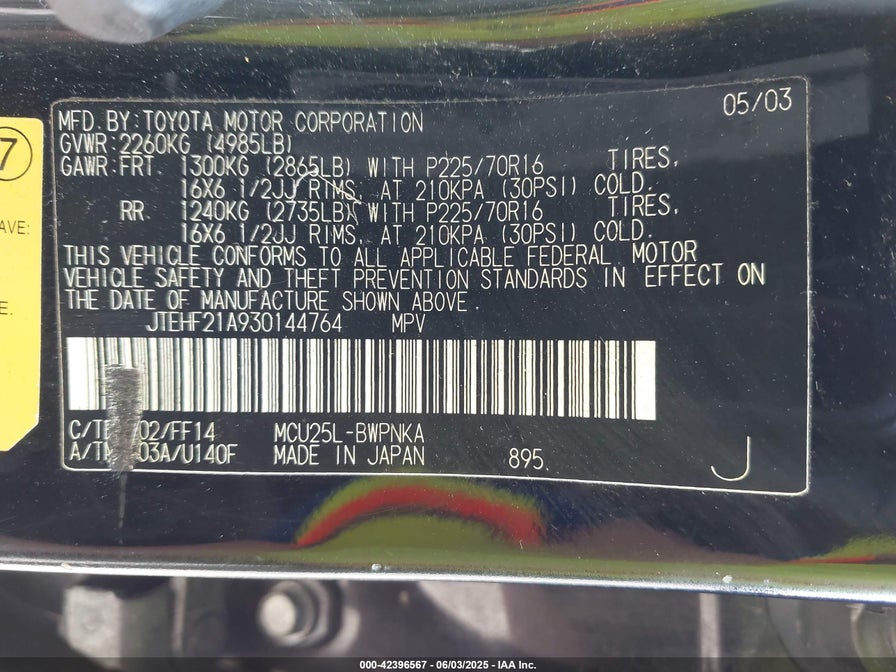 05/03
MFD. BY: TOYOTA MOTOR CORPORATION
GVWR: 2260KG (4985LB)
GAWR: FRT. 1300KG (2865LB) WITH P225/70R16 TIRES,
16X6 1/2JJ RIMS, AT 210KPA (30PSI) COLD.
RR 1240KG (2735LB) WITH P225/70R16 TIRES,
16X6 1/2JJ RIMS, AT 210KPA (30PSI) COLD.
THIS VEHICLE CONFORMS TO ALL APPLICABLE FEDERAL MOTOR
VEHICLE SAFETY AND THEFT PREVENTION STANDARDS IN EFFECT ON
THE DATE OF MANUFACTURE SHOWN ABOVE.
JTEHF21A930144764 MPV
02/FF14 MCU25L-BWPNKA
03A/U140F MADE IN JAPAN 895. J
7
AVE:
E.
000-42396567 - 06/03/2025 - IAA Inc.